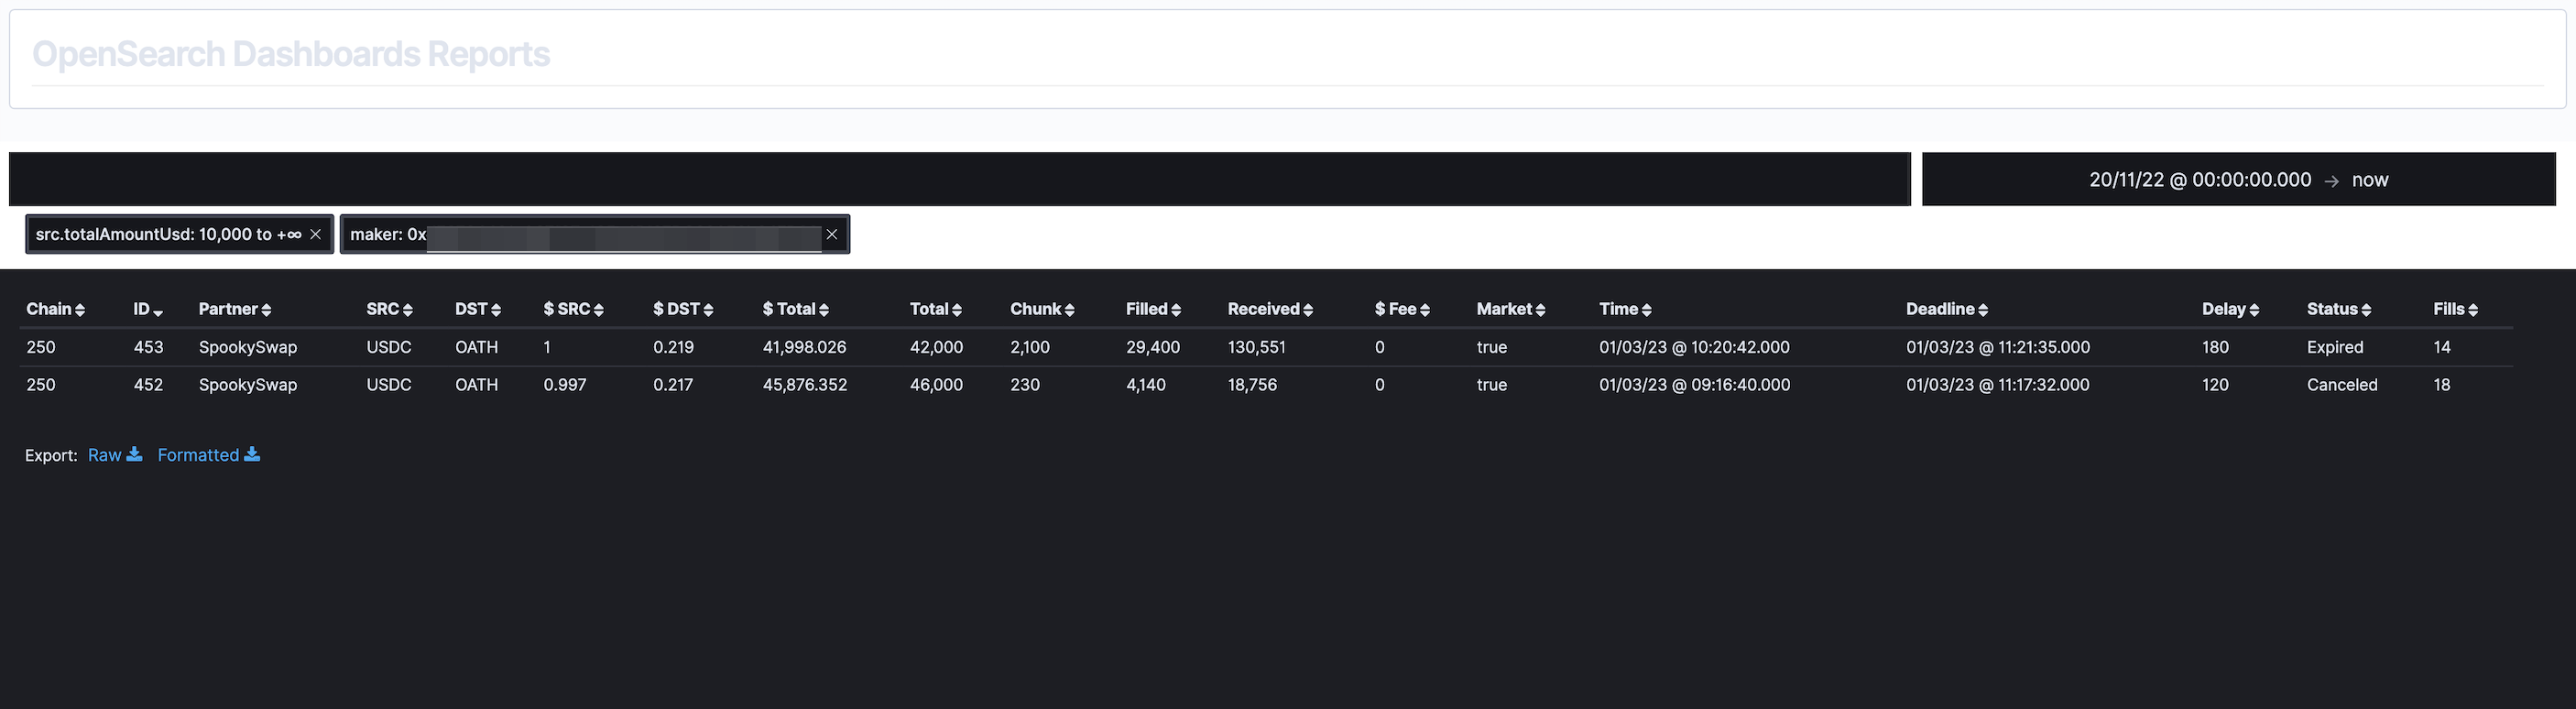 OpenSearch Dashboards Reports
20/11/22 @ 00:00:00.000 → now
src.totalAmountUsd: 10,000 to +∞ × maker: 0x ×
Chain ID Partner SRC DST $ SRC $ DST $ Total Total Chunk Filled Received $ Fee Market Time Deadline Delay Status Fills
250 453 SpookySwap USDC OATH 1 0.219 41,998.026 42,000 2,100 29,400 130,551 0 true 01/03/23 @ 10:20:42.000 01/03/23 @ 11:21:35.000 180 Expired 14
250 452 SpookySwap USDC OATH 0.997 0.217 45,876.352 46,000 230 4,140 18,756 0 true 01/03/23 @ 09:16:40.000 01/03/23 @ 11:17:32.000 120 Canceled 18
Export: Raw Formatted